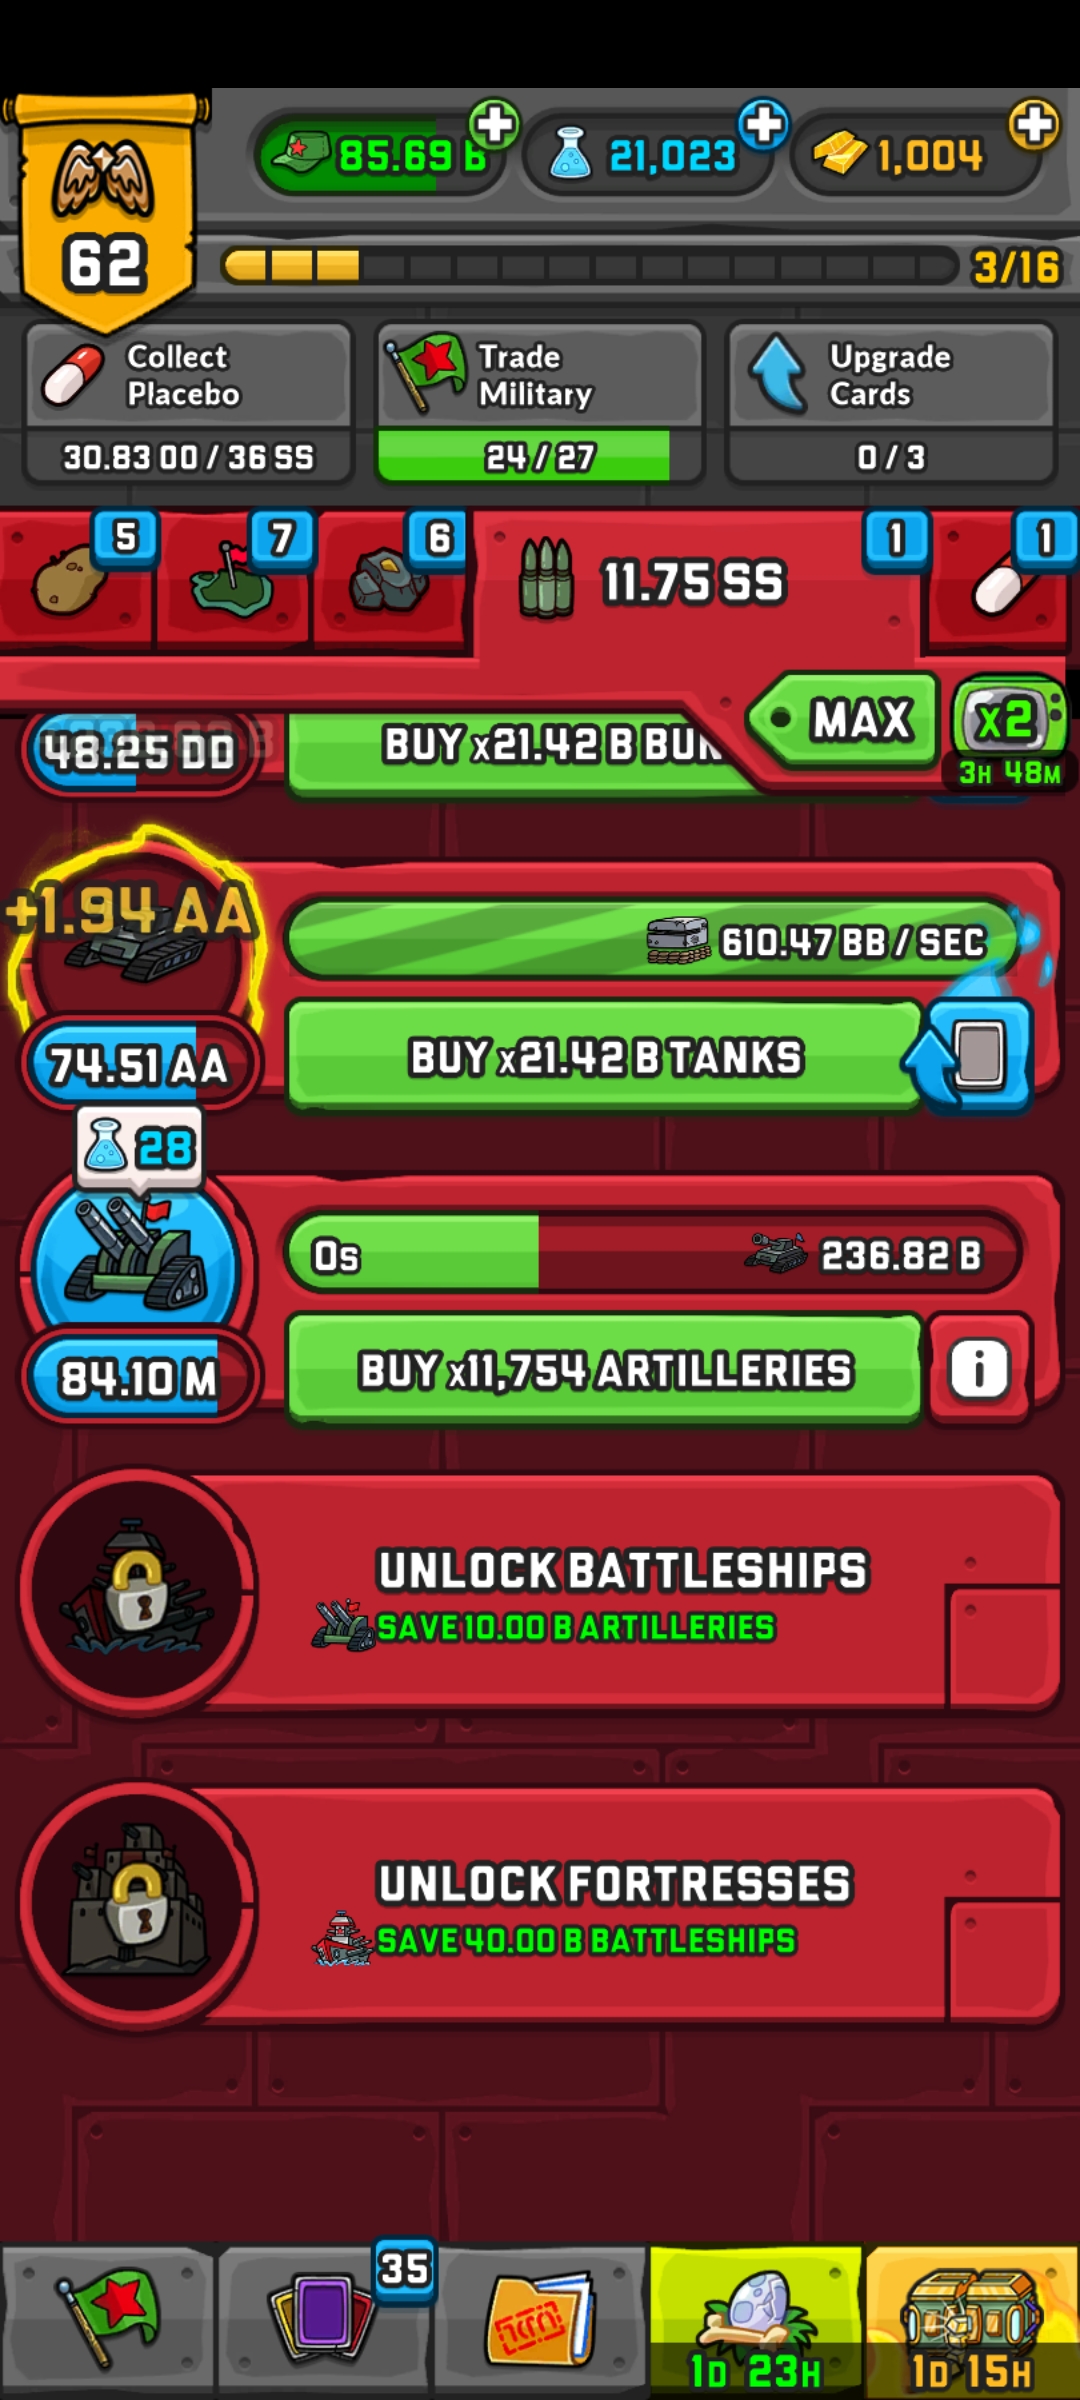 85.69 B
21,023
1,004
62
3/16
Collect
Placebo
30.83 OO / 36 SS
Trade
Military
24 / 27
Upgrade
Cards
0 / 3
5
7
6
11.75 SS
1
1
MAX
x2
3H 48M
48.25 DD
BUY x21.42 B BUN
+1.94 AA
610.47 BB / SEC
74.51 AA
BUY x21.42 B TANKS
28
0s
236.82 B
84.10 M
BUY x11,754 ARTILLERIES
i
UNLOCK BATTLESHIPS
SAVE 10.00 B ARTILLERIES
UNLOCK FORTRESSES
SAVE 40.00 B BATTLESHIPS
35
1D 23H
1D 15H